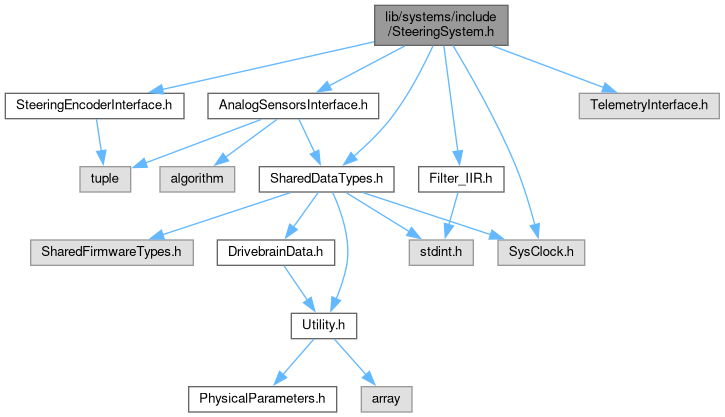 lib/systems/include
/SteeringSystem.h
SteeringEncoderInterface.h
AnalogSensorsInterface.h
TelemetryInterface.h
tuple
algorithm
SharedDataTypes.h
Filter_IIR.h
SharedFirmwareTypes.h
DrivebrainData.h
stdint.h
SysClock.h
Utility.h
PhysicalParameters.h
array